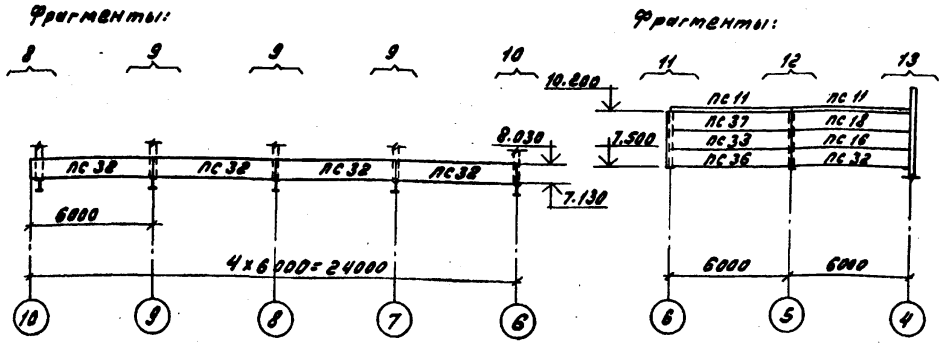 Фрагменты:
8 9 9 9 10
8.030
пс 32 пс 32 пс 32 пс 32
7.130
6000
4×6000=24000
10 9 8 7 6
Фрагменты:
11 12 13
10.200
пс 11 пс 11
пс 37 пс 18
7.500
пс 33 пс 16
пс 36 пс 32
6000 6000
6 5 4